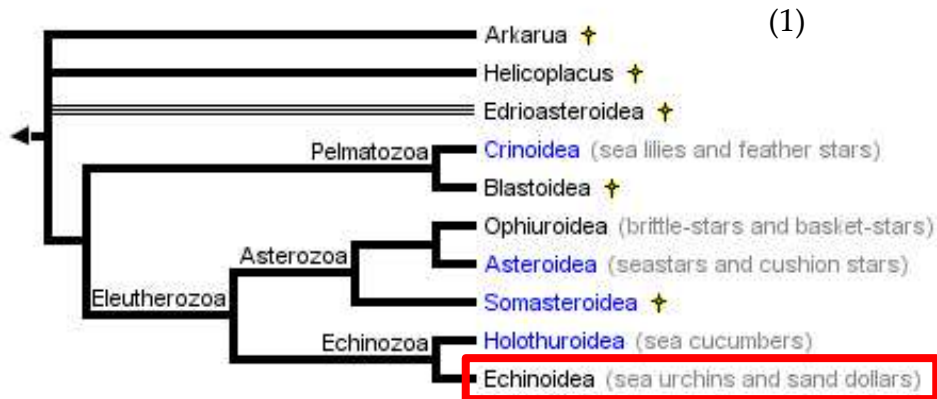 (1)
Arkarua
Helicoplacus
Edrioasteroidea
Pelmatozoa
Crinoidea (sea lilies and feather stars)
Blastoidea
Ophiuroidea (brittle-stars and basket-stars)
Asterozoa
Asteroidea (seastars and cushion stars)
Eleutherozoa
Somasteroidea
Echinozoa
Holothuroidea (sea cucumbers)
Echinoidea (sea urchins and sand dollars)